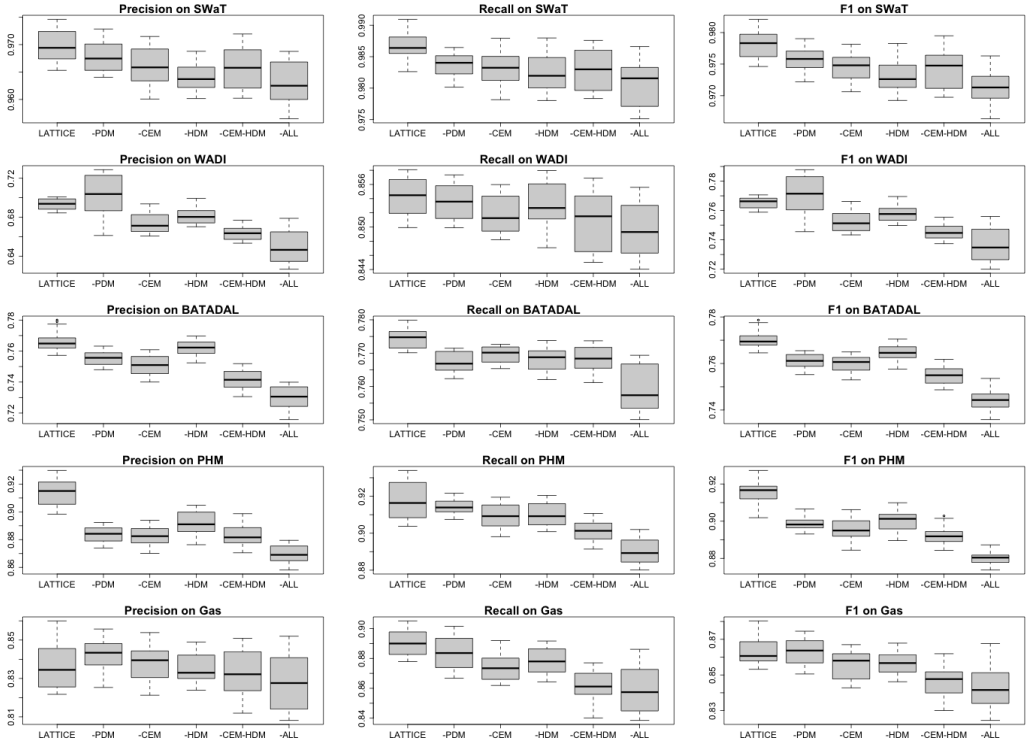 Precision on SWaT
0.960 0.970
LATTICE -PDM -CEM -HDM -CEM-HDM -ALL
Recall on SWaT
0.975 0.980 0.985 0.990
LATTICE -PDM -CEM -HDM -CEM-HDM -ALL
F1 on SWaT
0.970 0.975 0.980
LATTICE -PDM -CEM -HDM -CEM-HDM -ALL
Precision on WADI
0.64 0.68 0.72
LATTICE -PDM -CEM -HDM -CEM-HDM -ALL
Recall on WADI
0.844 0.850 0.856
LATTICE -PDM -CEM -HDM -CEM-HDM -ALL
F1 on WADI
0.72 0.74 0.76 0.78
LATTICE -PDM -CEM -HDM -CEM-HDM -ALL
Precision on BATADAL
0.72 0.74 0.76 0.78
LATTICE -PDM -CEM -HDM -CEM-HDM -ALL
Recall on BATADAL
0.750 0.760 0.770 0.780
LATTICE -PDM -CEM -HDM -CEM-HDM -ALL
F1 on BATADAL
0.74 0.76 0.78
LATTICE -PDM -CEM -HDM -CEM-HDM -ALL
Precision on PHM
0.86 0.88 0.90 0.92
LATTICE -PDM -CEM -HDM -CEM-HDM -ALL
Recall on PHM
0.88 0.90 0.92
LATTICE -PDM -CEM -HDM -CEM-HDM -ALL
F1 on PHM
0.88 0.90 0.92
LATTICE -PDM -CEM -HDM -CEM-HDM -ALL
Precision on Gas
0.81 0.83 0.85
LATTICE -PDM -CEM -HDM -CEM-HDM -ALL
Recall on Gas
0.84 0.86 0.88 0.90
LATTICE -PDM -CEM -HDM -CEM-HDM -ALL
F1 on Gas
0.83 0.85 0.87
LATTICE -PDM -CEM -HDM -CEM-HDM -ALL